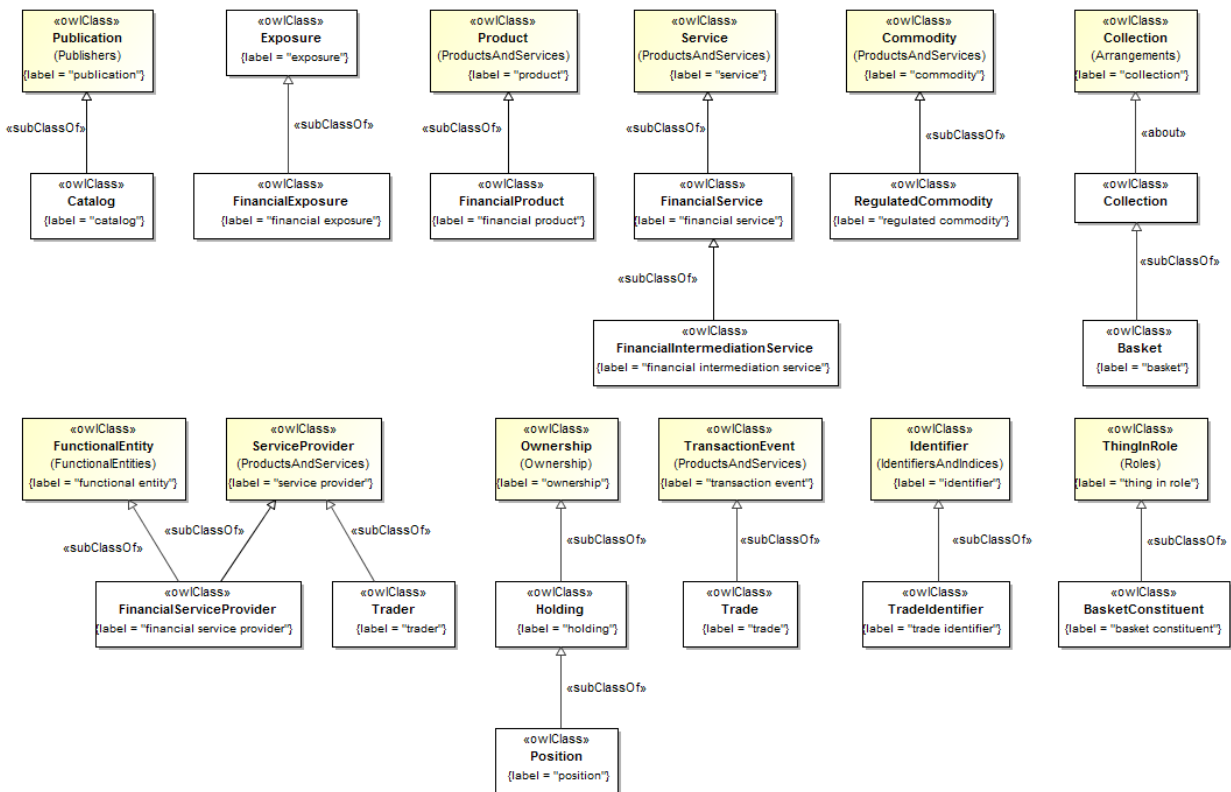 «owlClass»
Publication
(Publishers)
{label = "publication"}
«owlClass»
Exposure
{label = "exposure"}
«owlClass»
Product
(ProductsAndServices)
{label = "product"}
«owlClass»
Service
(ProductsAndServices)
{label = "service"}
«owlClass»
Commodity
(ProductsAndServices)
{label = "commodity"}
«owlClass»
Collection
(Arrangements)
{label = "collection"}
«subClassOf»
«subClassOf»
«subClassOf»
«subClassOf»
«subClassOf»
«about»
«owlClass»
Catalog
{label = "catalog"}
«owlClass»
FinancialExposure
{label = "financial exposure"}
«owlClass»
FinancialProduct
{label = "financial product"}
«owlClass»
FinancialService
{label = "financial service"}
«owlClass»
RegulatedCommodity
{label = "regulated commodity"}
«owlClass»
Collection
«subClassOf»
«subClassOf»
«owlClass»
FinancialIntermediationService
{label = "financial intermediation service"}
«owlClass»
Basket
{label = "basket"}
«owlClass»
FunctionalEntity
(FunctionalEntities)
{label = "functional entity"}
«owlClass»
ServiceProvider
(ProductsAndServices)
{label = "service provider"}
«owlClass»
Ownership
(Ownership)
{label = "ownership"}
«owlClass»
TransactionEvent
(ProductsAndServices)
{label = "transaction event"}
«owlClass»
Identifier
(IdentifiersAndIndices)
{label = "identifier"}
«owlClass»
ThingInRole
(Roles)
{label = "thing in role"}
«subClassOf»
«subClassOf»
«subClassOf»
«subClassOf»
«subClassOf»
«subClassOf»
«subClassOf»
«owlClass»
FinancialServiceProvider
{label = "financial service provider"}
«owlClass»
Trader
{label = "trader"}
«owlClass»
Holding
{label = "holding"}
«owlClass»
Trade
{label = "trade"}
«owlClass»
TradeIdentifier
{label = "trade identifier"}
«owlClass»
BasketConstituent
{label = "basket constituent"}
«subClassOf»
«owlClass»
Position
{label = "position"}